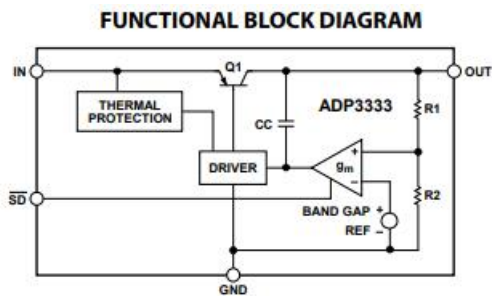 FUNCTIONAL BLOCK DIAGRAM
IN
Q1
OUT
THERMAL
PROTECTION
CC
ADP3333
R1
DRIVER
gm
+
−
R2
SD
BAND GAP
REF
+
−
GND